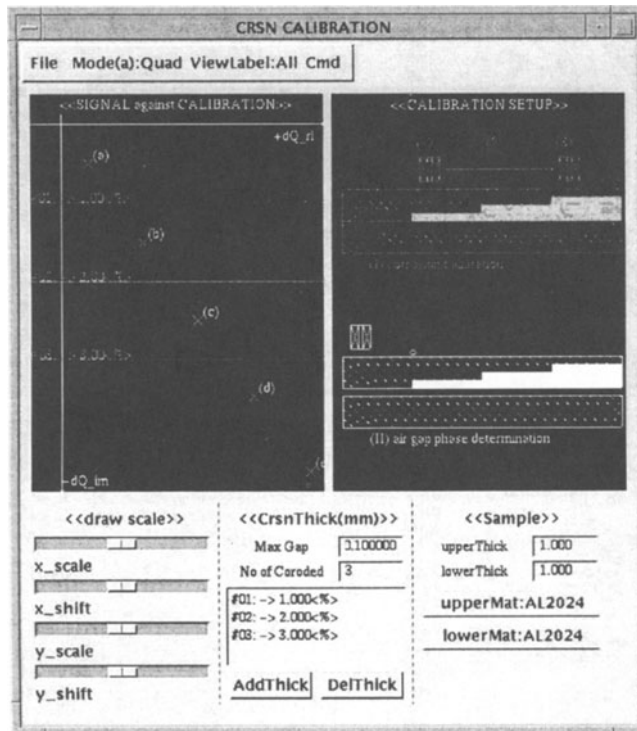 CRSN CALIBRATION
File Mode(a):Quad ViewLabel:All Cmd
<<SIGNAL against CALIBRATION>>
+dQ_rl
(a)
(b)
(c)
(d)
-dQ_im
<<CALIBRATION SETUP>>
(II) air gap phase determination
<<draw scale>>
x_scale
x_shift
y_scale
y_shift
<<CrsnThick(mm)>>
Max Gap 0.100000
No of Coroded 3
#01: -> 1.000<%>
#02: -> 2.000<%>
#03: -> 3.000<%>
AddThick DelThick
<<Sample>>
upperThick 1.000
lowerThick 1.000
upperMat:AL2024
lowerMat:AL2024